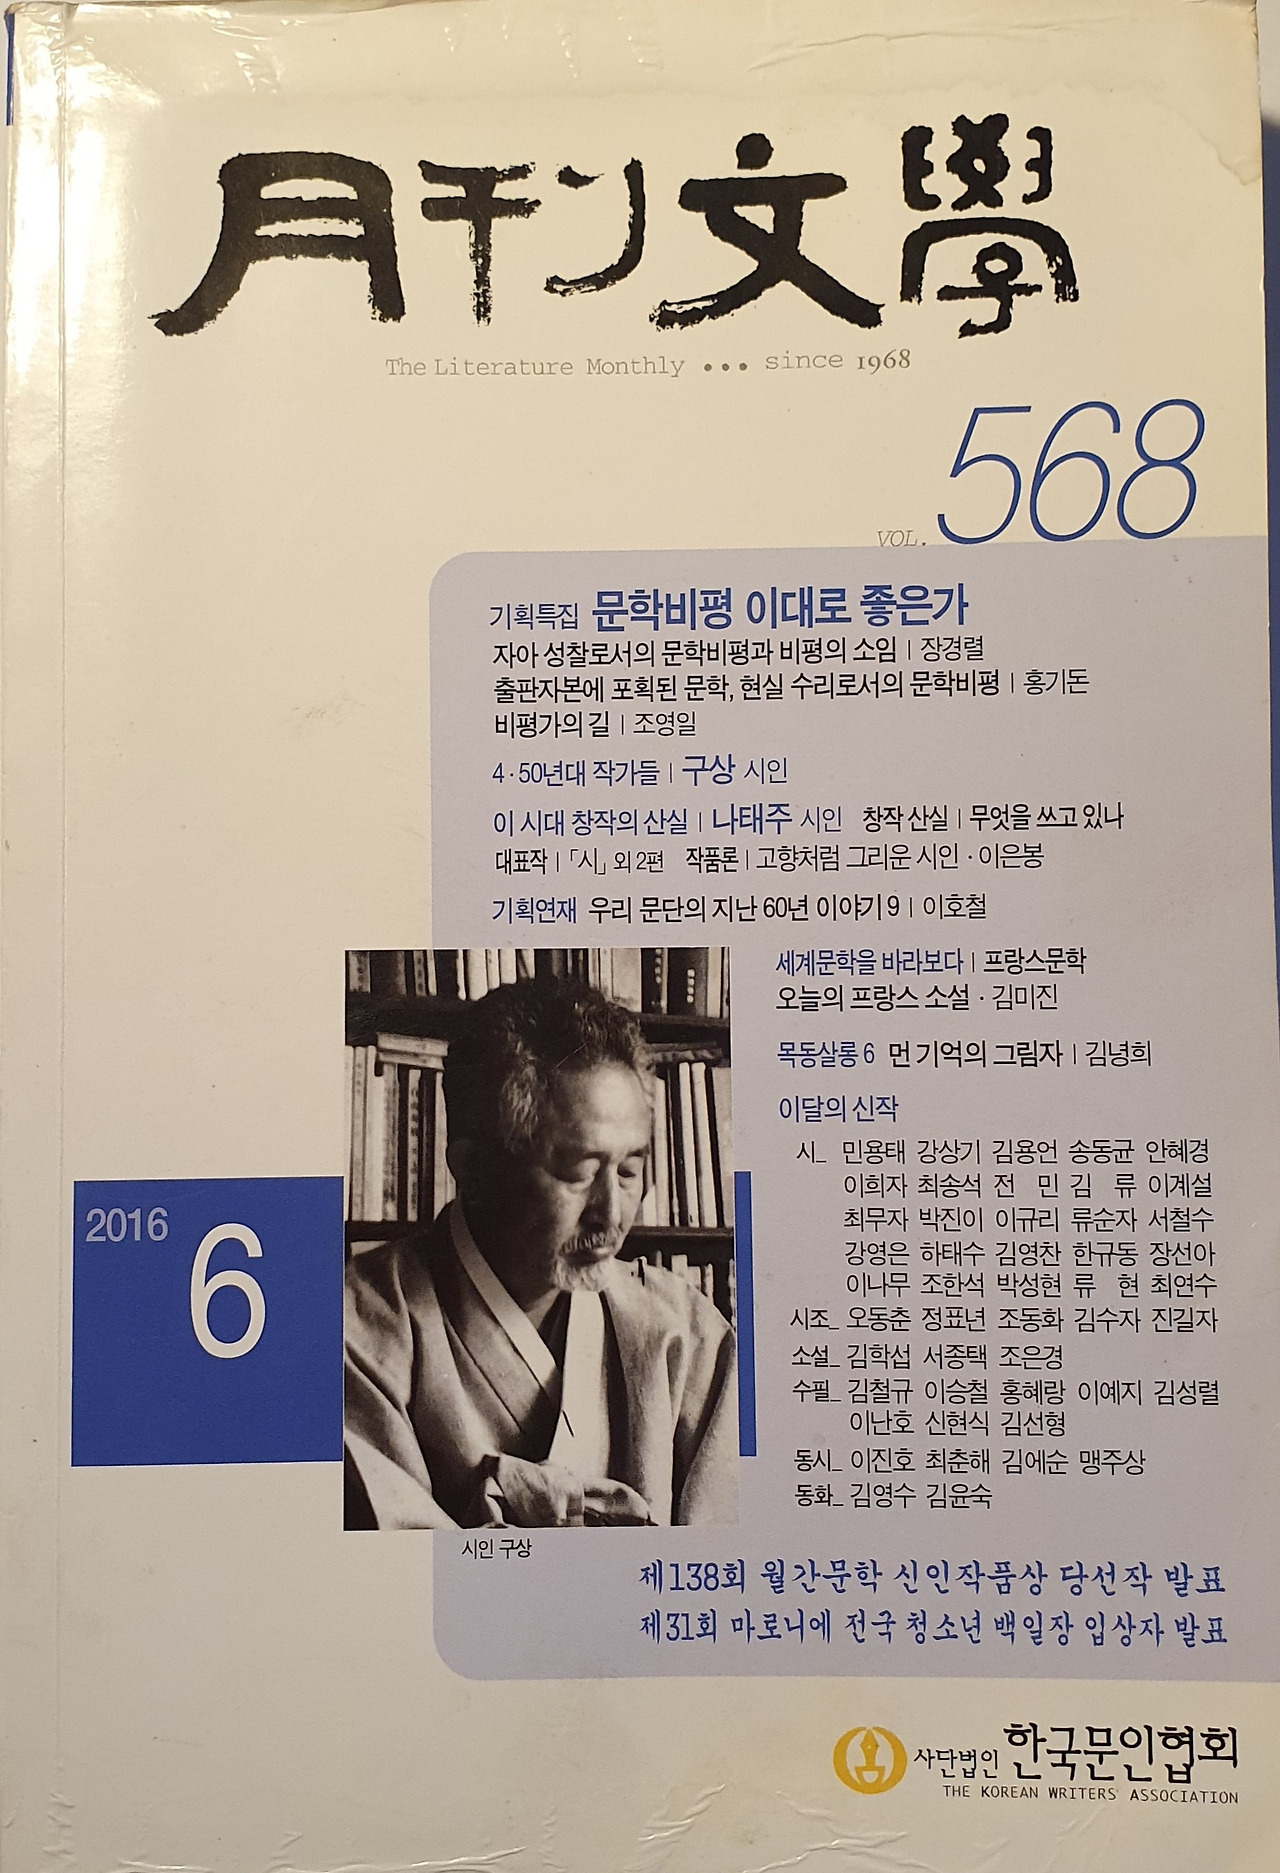 月刊文學
The Literature Monthly ... since 1968
VOL. 568
기획특집 문학비평 이대로 좋은가
자아 성찰로서의 문학비평과 비평의 소임 | 장경렬
출판자본에 포획된 문학, 현실 수리로서의 문학비평 | 홍기돈
비평가의 길 | 조영일
4·50년대 작가들 | 구상 시인
이 시대 창작의 산실 | 나태주 시인 창작 산실 | 무엇을 쓰고 있나
대표작 | 「시」 외 2편 작품론 | 고향처럼 그리운 시인 · 이은봉
기획연재 우리 문단의 지난 60년 이야기 9 | 이호철
세계문학을 바라보다 | 프랑스문학
오늘의 프랑스 소설 · 김미진
목동살롱 6 먼 기억의 그림자 | 김녕희
이달의 신작
시_ 민용태 강상기 김용언 송동균 안혜경
이희자 최송석 전 민 김 류 이계설
최무자 박진이 이규리 류순자 서철수
강영은 하태수 김영찬 한규동 장선아
이나무 조한석 박성현 류 현 최연수
시조_ 오동춘 정표년 조동화 김수자 진길자
소설_ 김학섭 서종택 조은경
수필_ 김철규 이승철 홍혜랑 이예지 김성렬
이난호 신현식 김선형
동시_ 이진호 최춘해 김에순 맹주상
동화_ 김영수 김윤숙
2016
6
시인 구상
제138회 월간문학 신인작품상 당선작 발표
제31회 마로니에 전국 청소년 백일장 입상자 발표
사단법인 한국문인협회
THE KOREAN WRITERS' ASSOCIATION